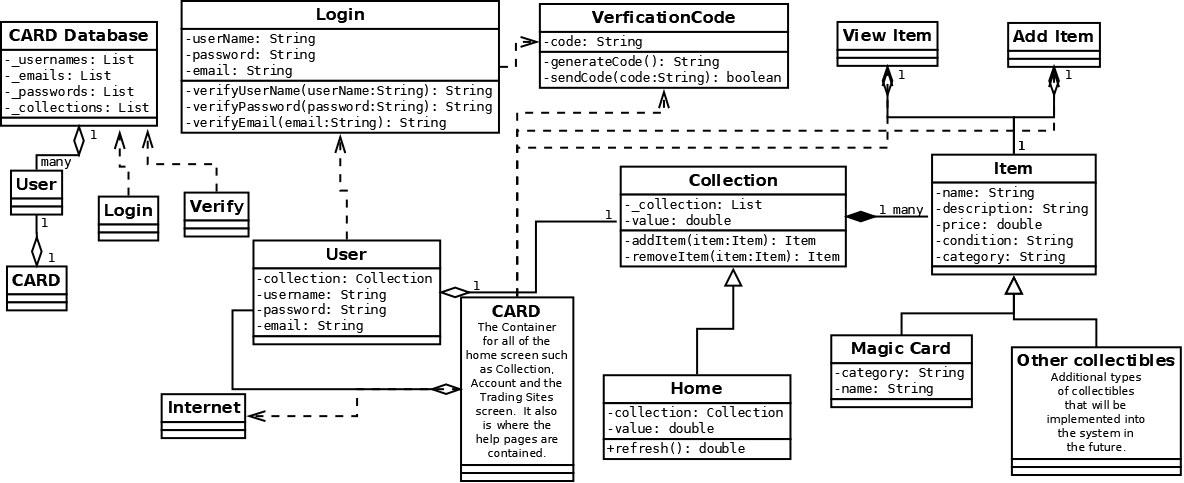 CARD Database
-_usernames: List
-_emails: List
-_passwords: List
-_collections: List
1
many
User
1
1
CARD
Login
Verify
Login
-userName: String
-password: String
-email: String
-verifyUserName(userName:String): String
-verifyPassword(password:String): String
-verifyEmail(email:String): String
VerficationCode
-code: String
-generateCode(): String
-sendCode(code:String): boolean
View Item
1
Add Item
1
1
Item
-name: String
-description: String
-price: double
-condition: String
-category: String
Collection
-_collection: List
-value: double
-addItem(item:Item): Item
-removeItem(item:Item): Item
1 many
1
User
-collection: Collection
-username: String
-password: String
-email: String
1
CARD
The Container
for all of the
home screen such
as Collection,
Account and the
Trading Sites
screen. It also
is where the
help pages are
contained.
Internet
Home
-collection: Collection
-value: double
+refresh(): double
Magic Card
-category: String
-name: String
Other collectibles
Additional types
of collectibles
that will be
implemented into
the system in
the future.